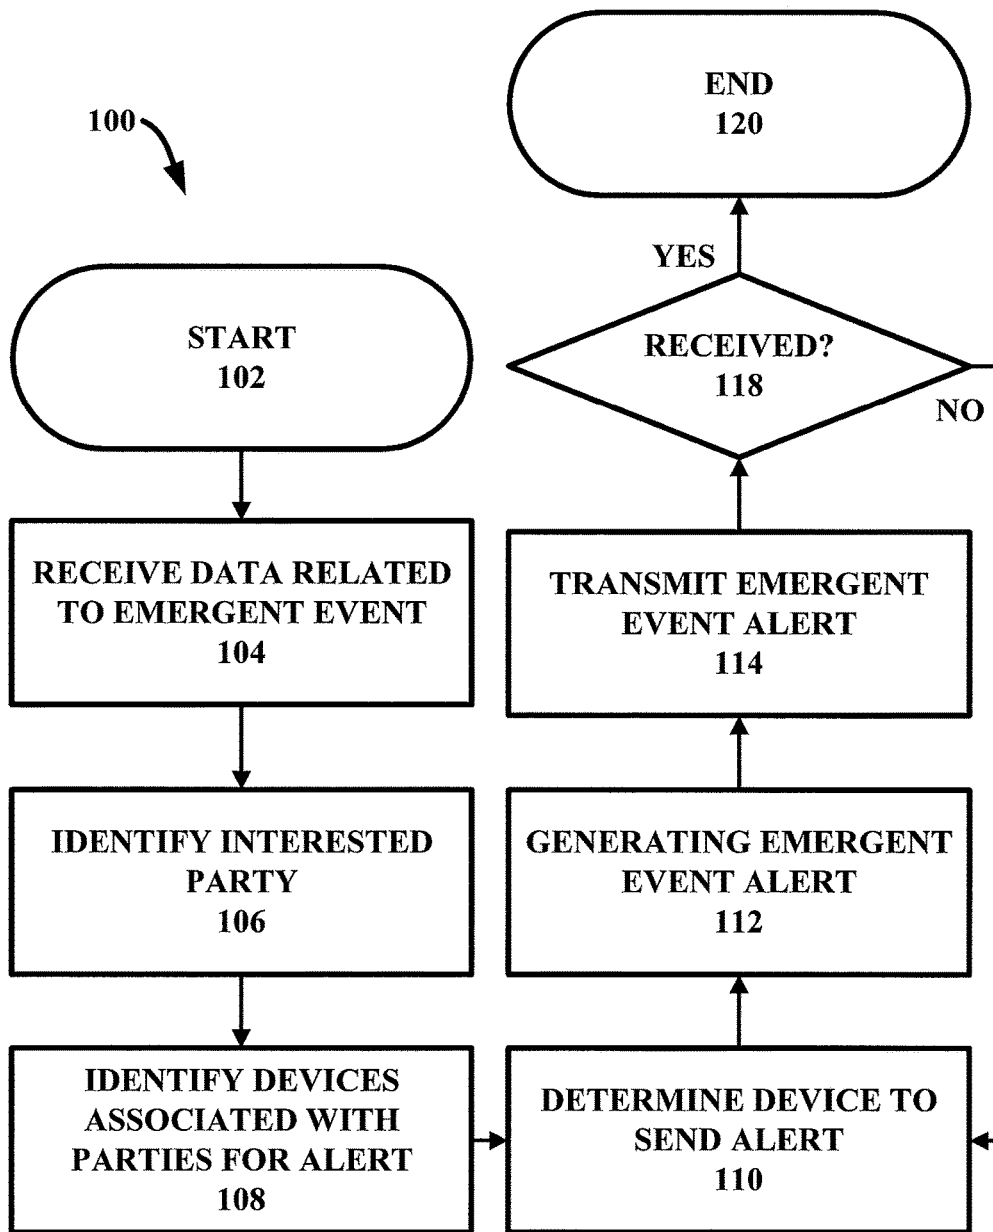 100
START
102
RECEIVE DATA RELATED
TO EMERGENT EVENT
104
IDENTIFY INTERESTED
PARTY
106
IDENTIFY DEVICES
ASSOCIATED WITH
PARTIES FOR ALERT
108
DETERMINE DEVICE TO
SEND ALERT
110
GENERATING EMERGENT
EVENT ALERT
112
TRANSMIT EMERGENT
EVENT ALERT
114
RECEIVED?
118
NO
YES
END
120